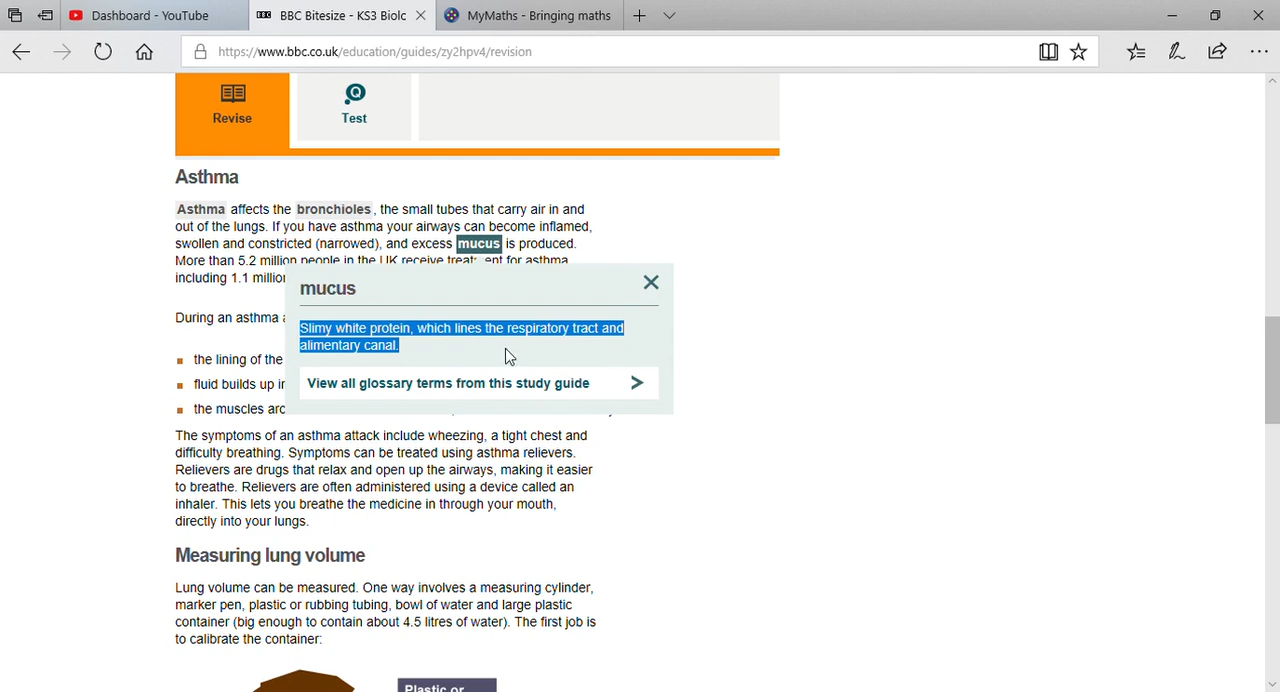 Dashboard - YouTube
BBC Bitesize - KS3 Biolc
MyMaths - Bringing maths
https://www.bbc.co.uk/education/guides/zy2hpv4/revision
Revise
Test
Asthma
Asthma affects the bronchioles, the small tubes that carry air in and
out of the lungs. If you have asthma your airways can become inflamed,
swollen and constricted (narrowed), and excess mucus is produced.
More than 5.2 million people in the UK receive treatment for asthma
including 1.1 million
During an asthma
mucus
Slimy white protein, which lines the respiratory tract and
alimentary canal.
View all glossary terms from this study guide
the lining of the
fluid builds up in
the muscles
The symptoms of an asthma attack include wheezing, a tight chest and
difficulty breathing. Symptoms can be treated using asthma relievers.
Relievers are drugs that relax and open up the airways, making it easier
to breathe. Relievers are often administered using a device called an
inhaler. This lets you breathe the medicine in through your mouth,
directly into your lungs.
Measuring lung volume
Lung volume can be measured. One way involves a measuring cylinder,
marker pen, plastic or rubbing tubing, bowl of water and large plastic
container (big enough to contain about 4.5 litres of water). The first job is
to calibrate the container:
Plastic or